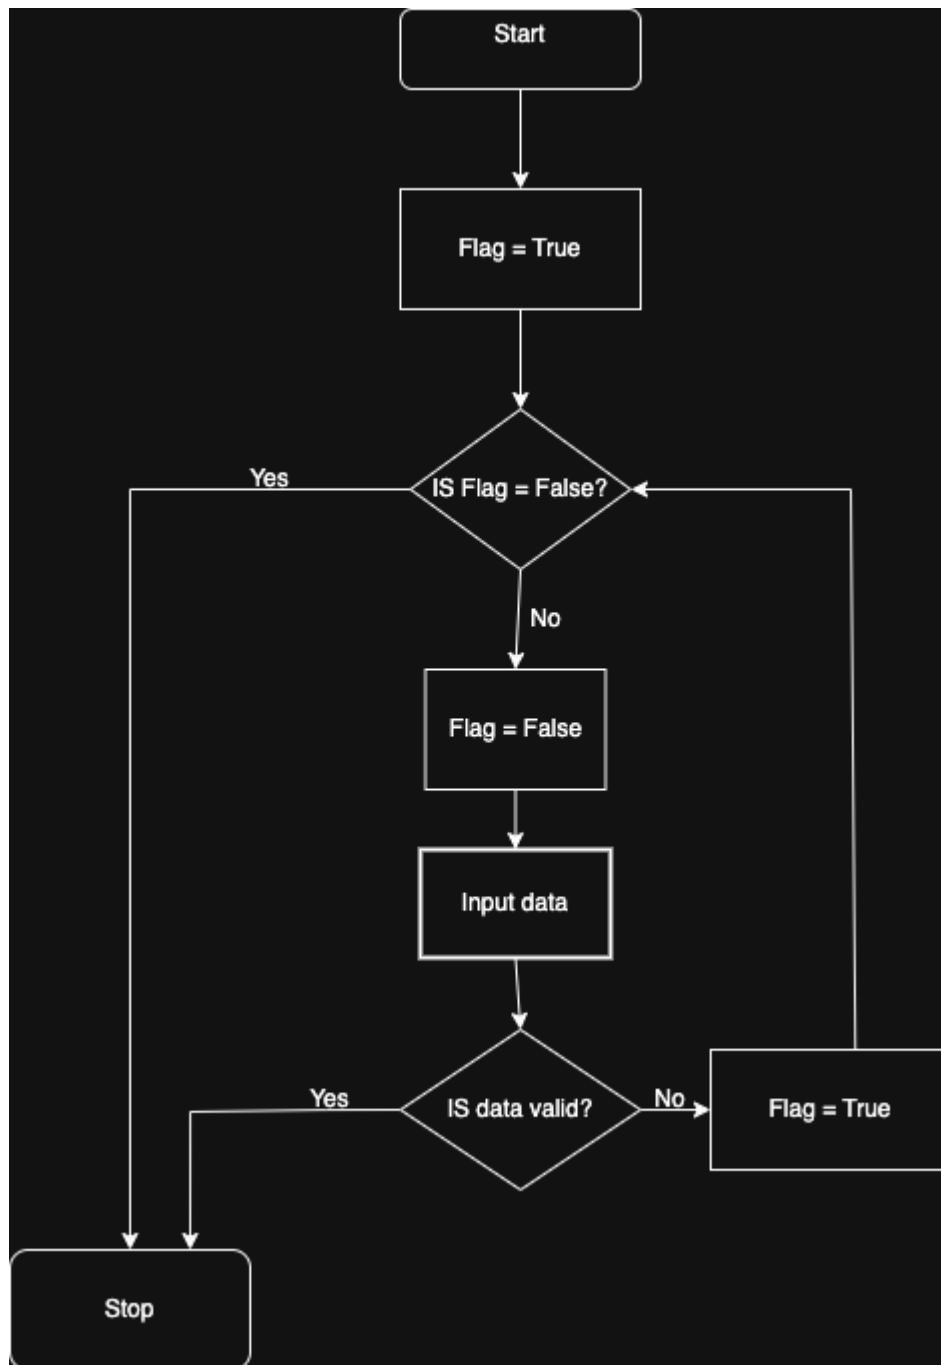 Start
Flag = True
Yes
IS Flag = False?
No
Flag = False
Input data
Yes
IS data valid?
No
Flag = True
Stop